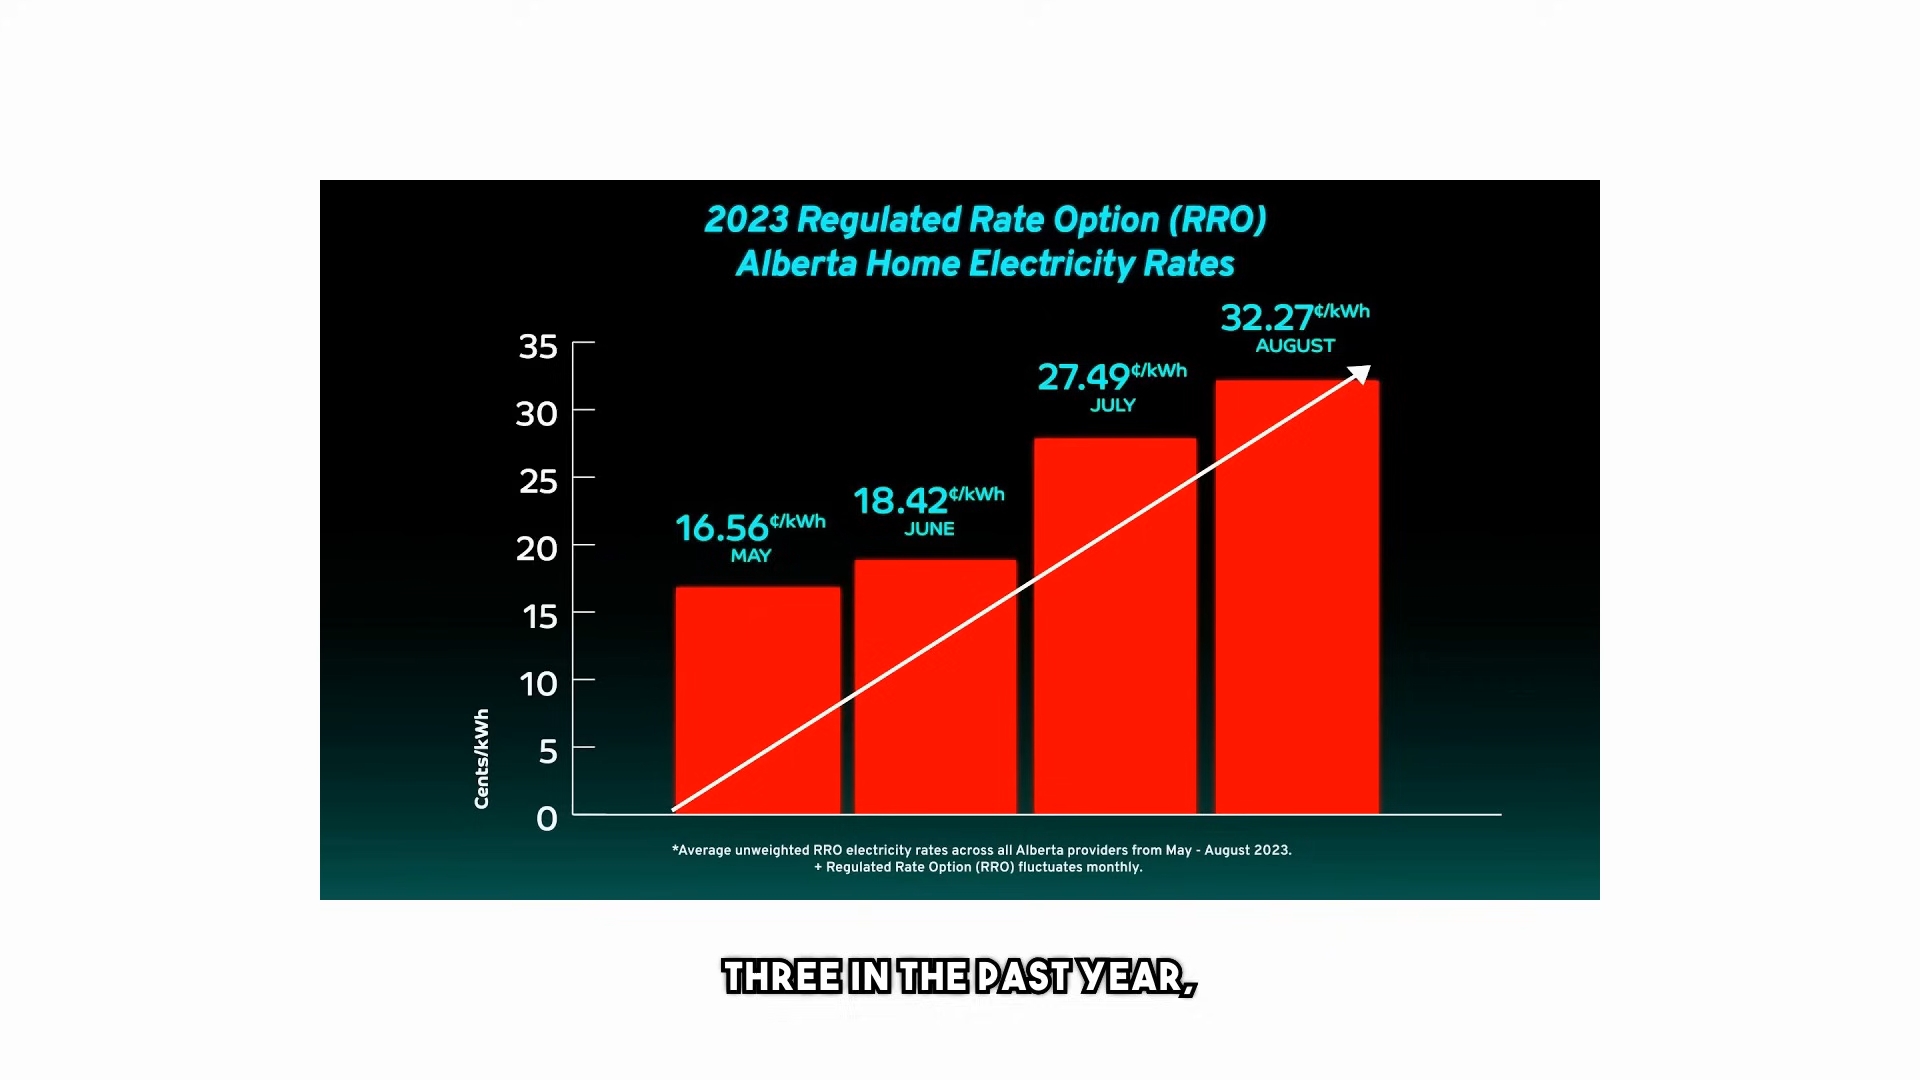 2023 Regulated Rate Option (RRO)
Alberta Home Electricity Rates
32.27¢/kWh
AUGUST
27.49¢/kWh
JULY
18.42¢/kWh
JUNE
16.56¢/kWh
MAY
35
30
25
20
15
10
5
0
Cents/kWh
*Average unweighted RRO electricity rates across all Alberta providers from May - August 2023.
+ Regulated Rate Option (RRO) fluctuates monthly.
THREE IN THE PAST YEAR,